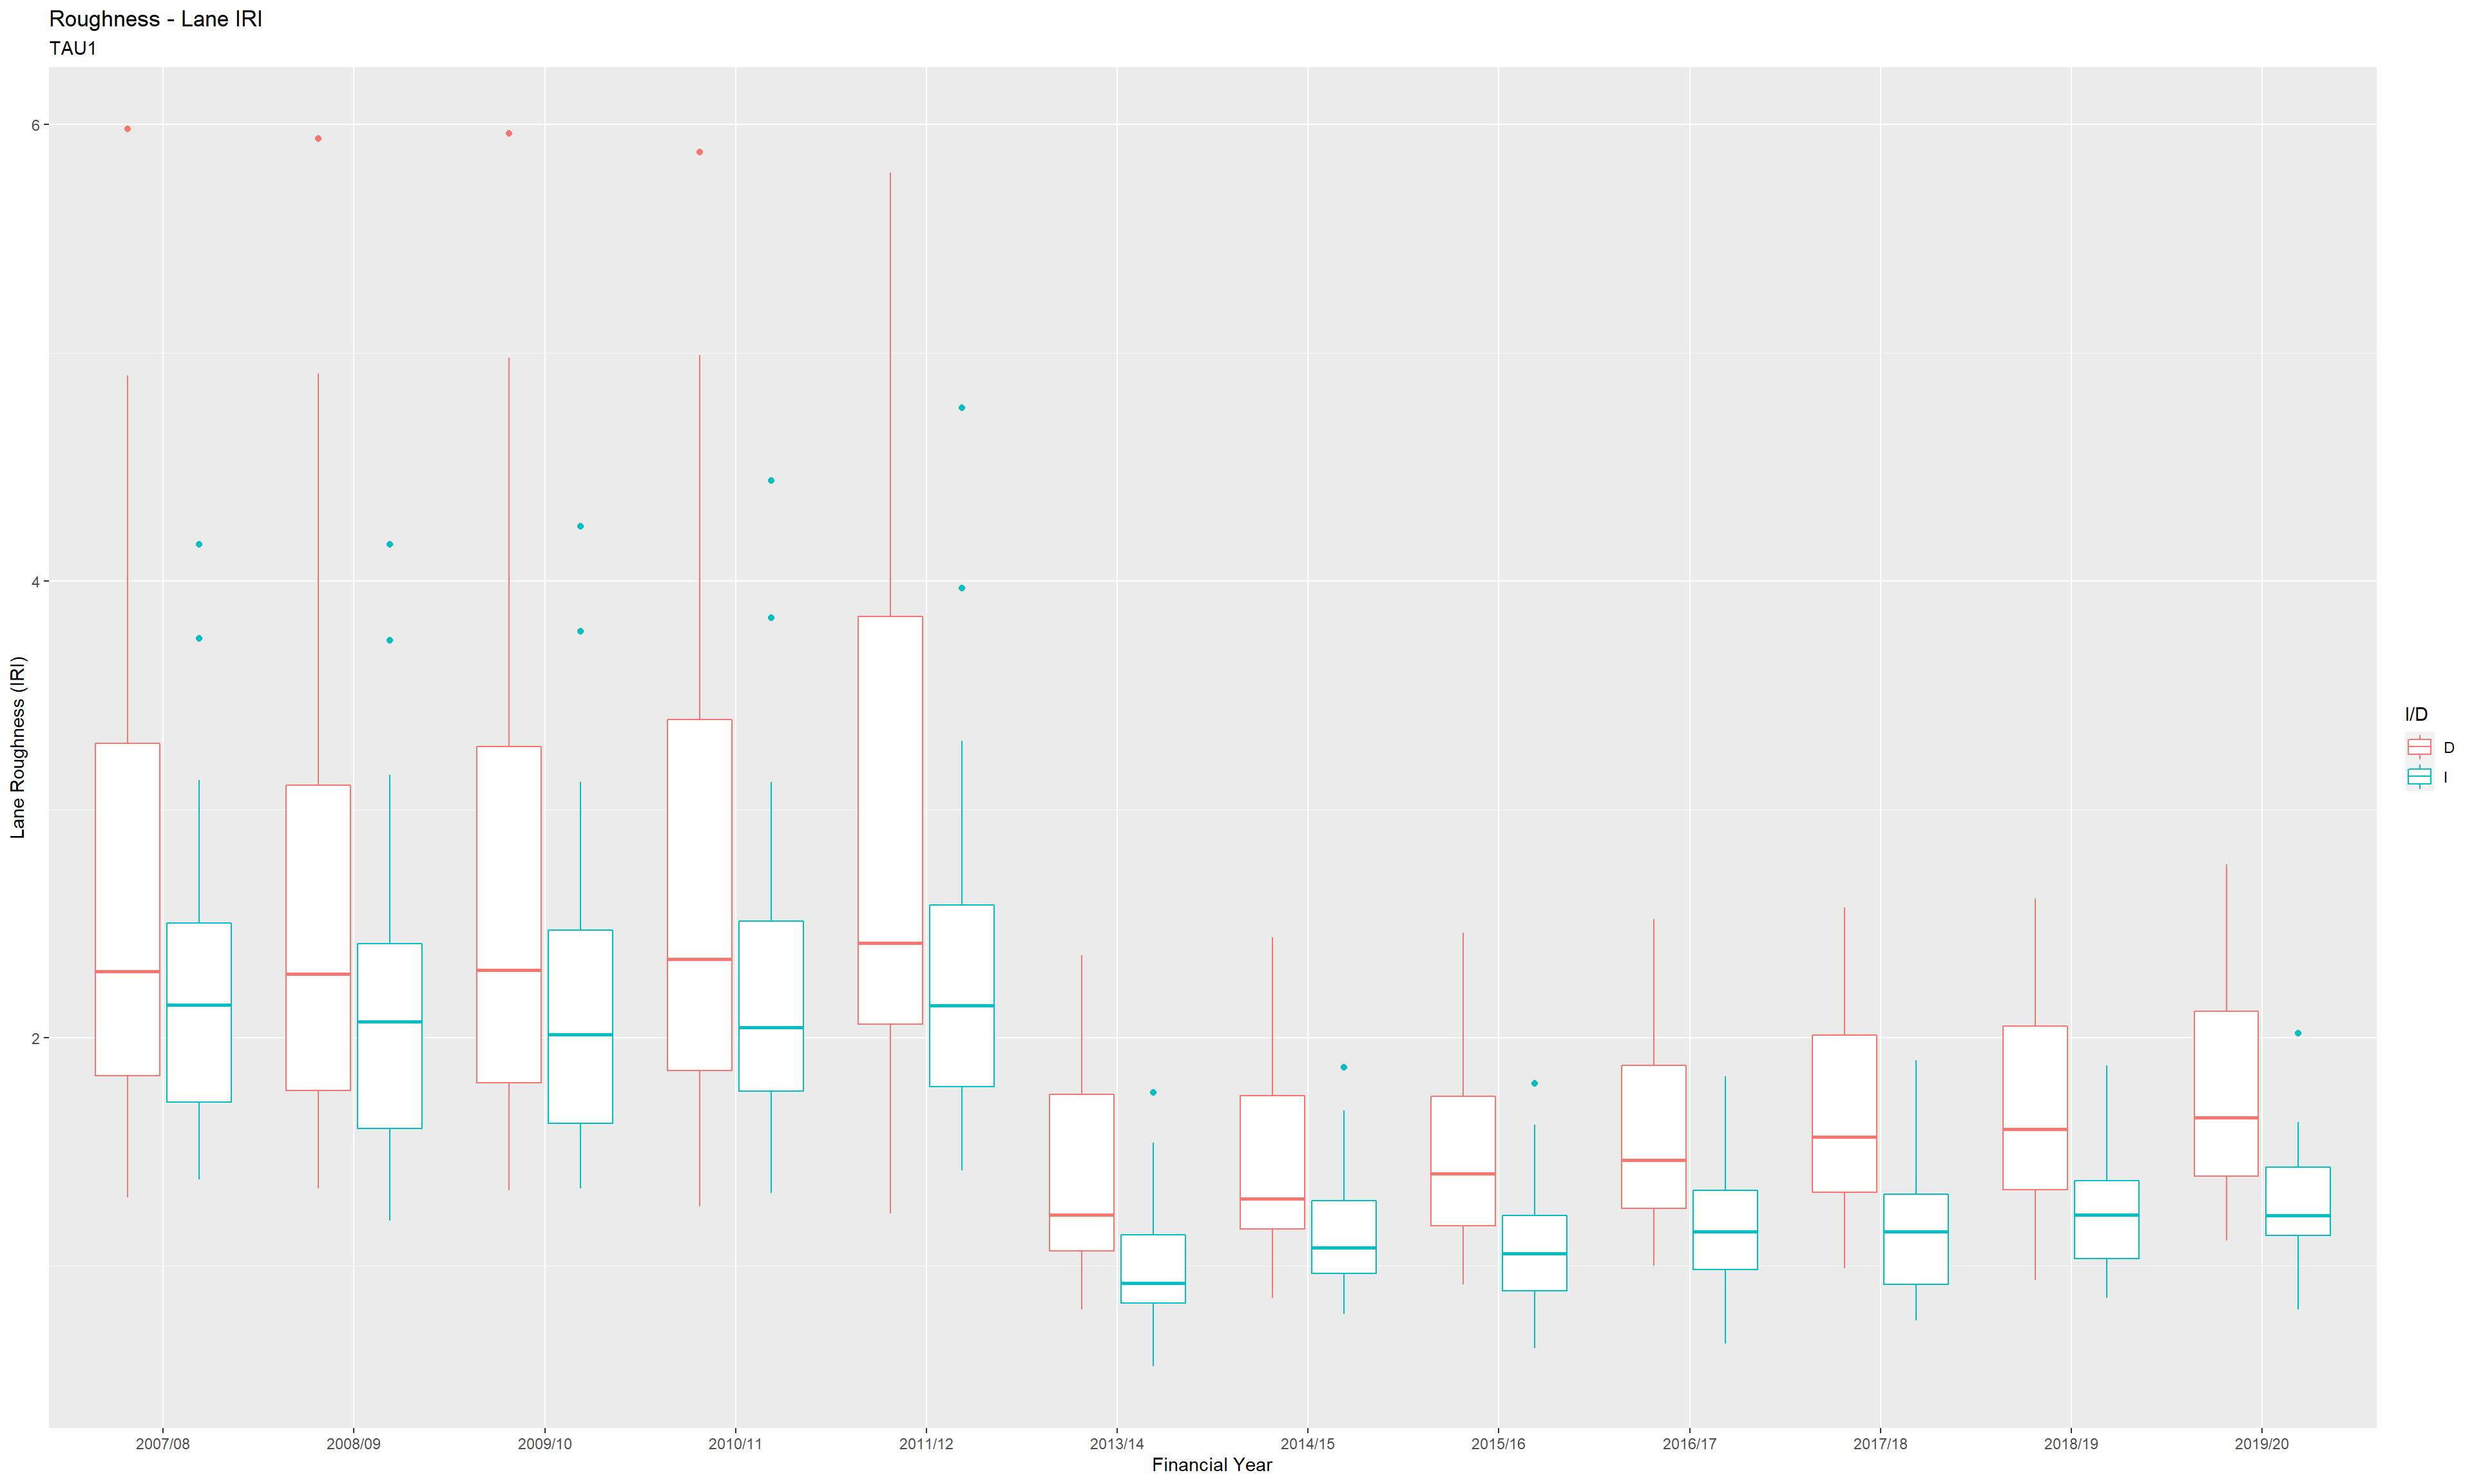 Roughness - Lane IRI
TAU1
6
4
2
Lane Roughness (IRI)
2007/08
2008/09
2009/10
2010/11
2011/12
2013/14
2014/15
2015/16
2016/17
2017/18
2018/19
2019/20
Financial Year
I/D
D
I